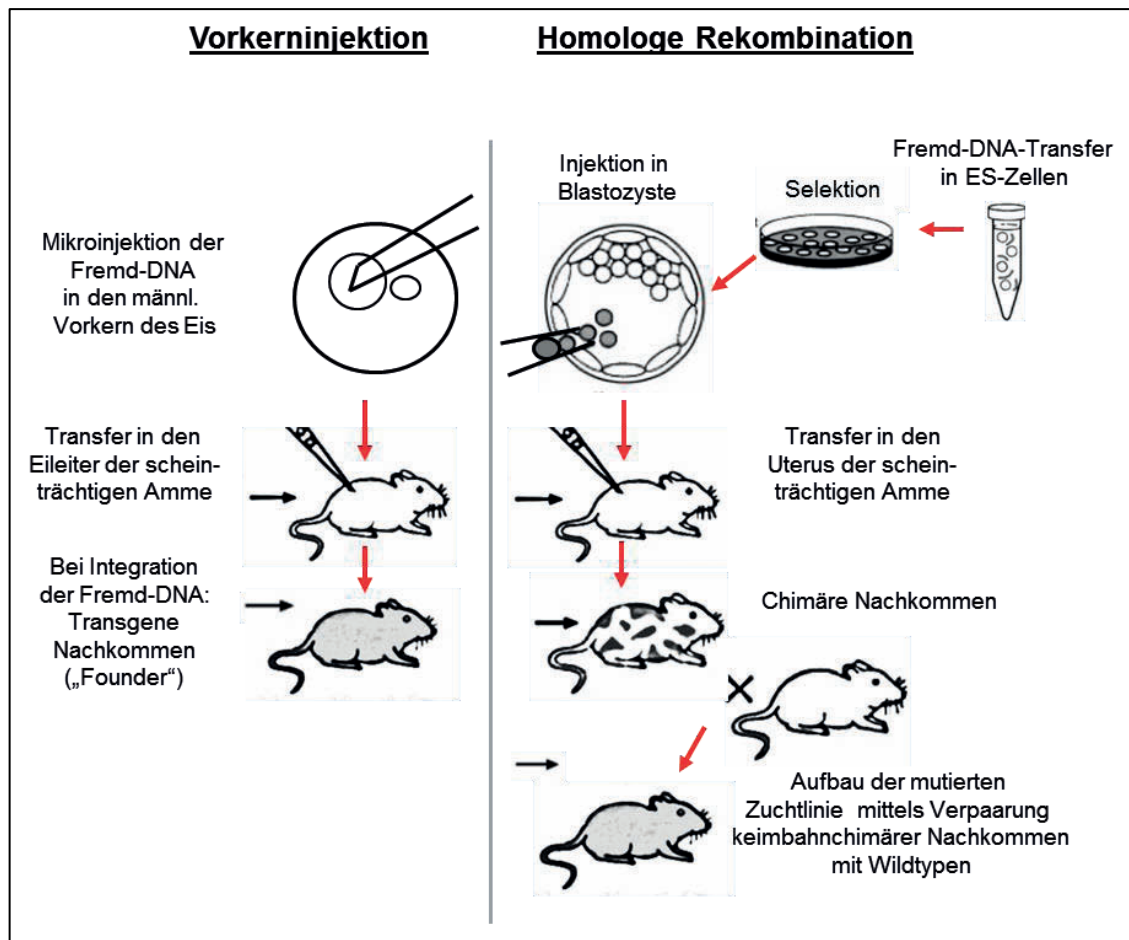 Vorkerninjektion
Mikroinjektion der
Fremd-DNA
in den männl.
Vorkern des Eis
Transfer in den
Eileiter der schein-
trächtigen Amme
Bei Integration
der Fremd-DNA:
Transgene
Nachkommen
(„Founder“)
Homologe Rekombination
Fremd-DNA-Transfer
in ES-Zellen
Selektion
Injektion in
Blastozyste
Transfer in den
Uterus der schein-
trächtigen Amme
Chimäre Nachkommen
Aufbau der mutierten
Zuchtlinie mittels Verpaarung
keimbahnchimärer Nachkommen
mit Wildtypen